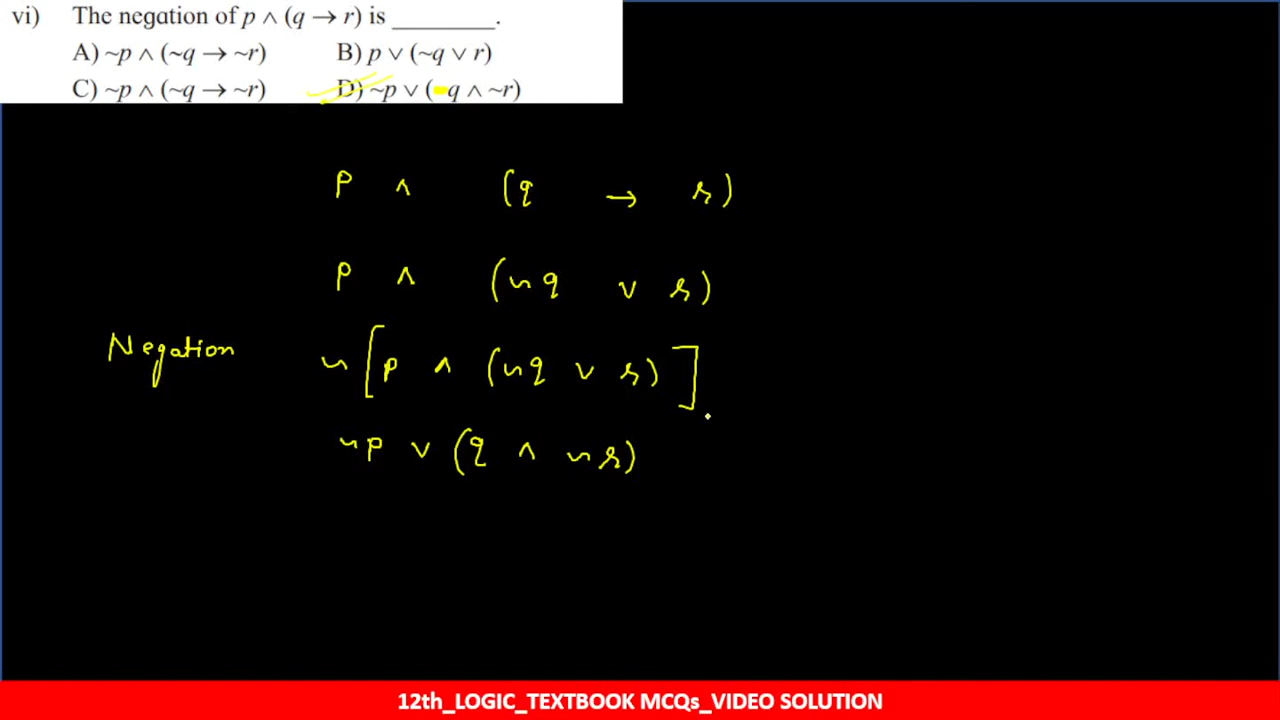 vi) The negation of p ∧ (q → r) is ________.
A) ~p ∧ (~q → ~r) B) p ∨ (~q ∨ r)
C) ~p ∧ (~q → ~r) D) ~p ∨ (q ∧ ~r)
p ∧ (q → r)
p ∧ (~q ∨ r)
Negation ~[p ∧ (~q ∨ r)]
~p ∨ (q ∧ ~r)
12th_LOGIC_TEXTBOOK MCQs_VIDEO SOLUTION